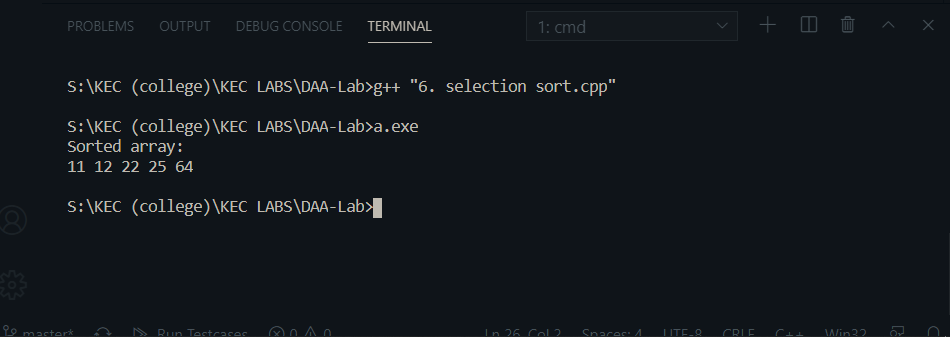 PROBLEMS OUTPUT DEBUG CONSOLE TERMINAL 1: cmd
S:\KEC (college)\KEC LABS\DAA-Lab>g++ "6. selection sort.cpp"
S:\KEC (college)\KEC LABS\DAA-Lab>a.exe
Sorted array:
11 12 22 25 64
S:\KEC (college)\KEC LABS\DAA-Lab>
master* Run Testcases 0 0 Ln 26, Col 2 Spaces: 4 UTF-8 CRLF C++ Win32